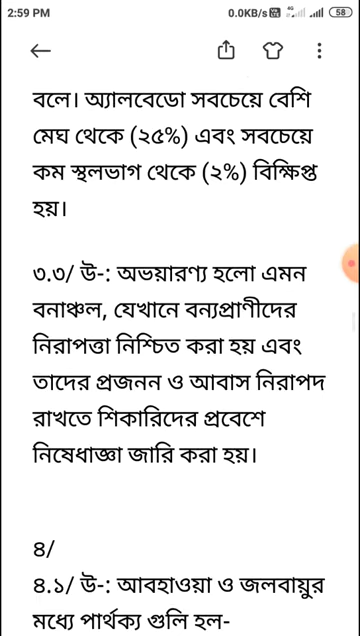 2:59 PM 0.0KB/s 4G 58
বলে। অ্যালবেডো সবচেয়ে বেশি
মেঘ থেকে (২৫%) এবং সবচেয়ে
কম স্থলভাগ থেকে (২%) বিক্ষিপ্ত
হয়।
৩.৩/ উ-: অভয়ারণ্য হলো এমন
বনাঞ্চল, যেখানে বন্যপ্রাণীদের
নিরাপত্তা নিশ্চিত করা হয় এবং
তাদের প্রজনন ও আবাস নিরাপদ
রাখতে শিকারিদের প্রবেশে
নিষেধাজ্ঞা জারি করা হয়।
৪/
৪.১/ উ-: আবহাওয়া ও জলবায়ুর
মধ্যে পার্থক্য গুলি হল-